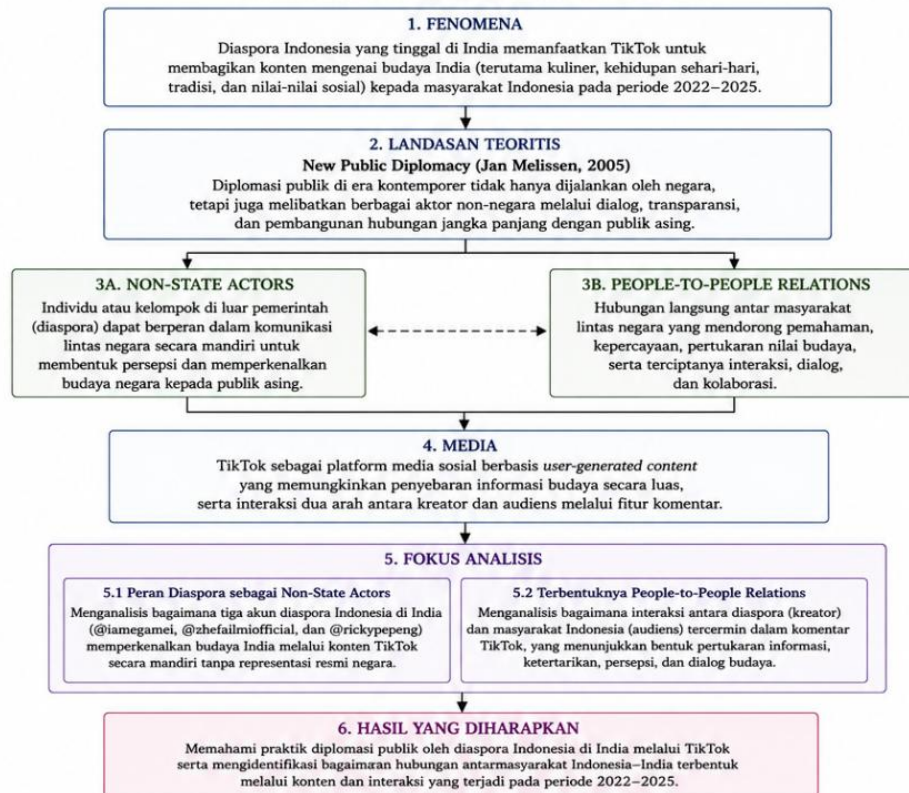 1. FENOMENA
Diaspora Indonesia yang tinggal di India memanfaatkan TikTok untuk
membagikan konten mengenai budaya India (terutama kuliner, kehidupan sehari-hari,
tradisi, dan nilai-nilai sosial) kepada masyarakat Indonesia pada periode 2022–2025.
2. LANDASAN TEORITIS
New Public Diplomacy (Jan Melissen, 2005)
Diplomasi publik di era kontemporer tidak hanya dijalankan oleh negara,
tetapi juga melibatkan berbagai aktor non-negara melalui dialog, transparansi,
dan pembangunan hubungan jangka panjang dengan publik asing.
3A. NON-STATE ACTORS
Individu atau kelompok di luar pemerintah
(diaspora) dapat berperan dalam komunikasi
lintas negara secara mandiri untuk
membentuk persepsi dan memperkenalkan
budaya negara kepada publik asing.
3B. PEOPLE-TO-PEOPLE RELATIONS
Hubungan langsung antar masyarakat
lintas negara yang mendorong pemahaman,
kepercayaan, pertukaran nilai budaya,
serta terciptanya interaksi, dialog,
dan kolaborasi.
4. MEDIA
TikTok sebagai platform media sosial berbasis user-generated content
yang memungkinkan penyebaran informasi budaya secara luas,
serta interaksi dua arah antara kreator dan audiens melalui fitur komentar.
5. FOKUS ANALISIS
5.1 Peran Diaspora sebagai Non-State Actors
Menganalisis bagaimana tiga akun diaspora Indonesia di India
(@iamegamei, @zhefailmiofficial, dan @rickypepeng)
memperkenalkan budaya India melalui konten TikTok
secara mandiri tanpa representasi resmi negara.
5.2 Terbentuknya People-to-People Relations
Menganalisis bagaimana interaksi antara diaspora (kreator)
dan masyarakat Indonesia (audiens) tercermin dalam komentar
TikTok, yang menunjukkan bentuk pertukaran informasi,
ketertarikan, persepsi, dan dialog budaya.
6. HASIL YANG DIHARAPKAN
Memahami praktik diplomasi publik oleh diaspora Indonesia di India melalui TikTok
serta mengidentifikasi bagaimana hubungan antarmasyarakat Indonesia–India terbentuk
melalui konten dan interaksi yang terjadi pada periode 2022–2025.